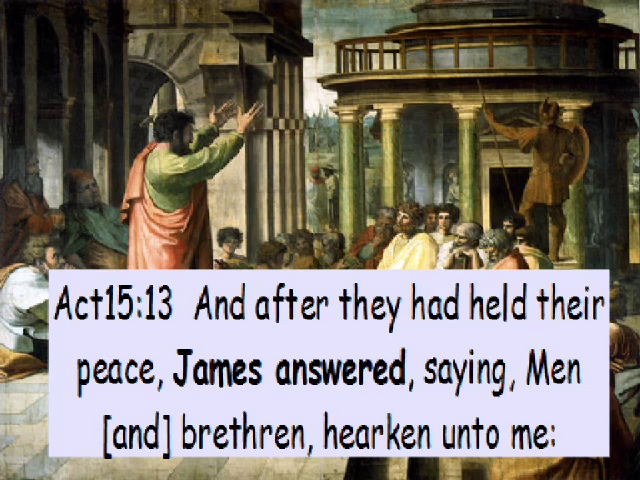 Act15:13  And after they had held their
peace, James answered, saying, Men
[and] brethren, hearken unto me: